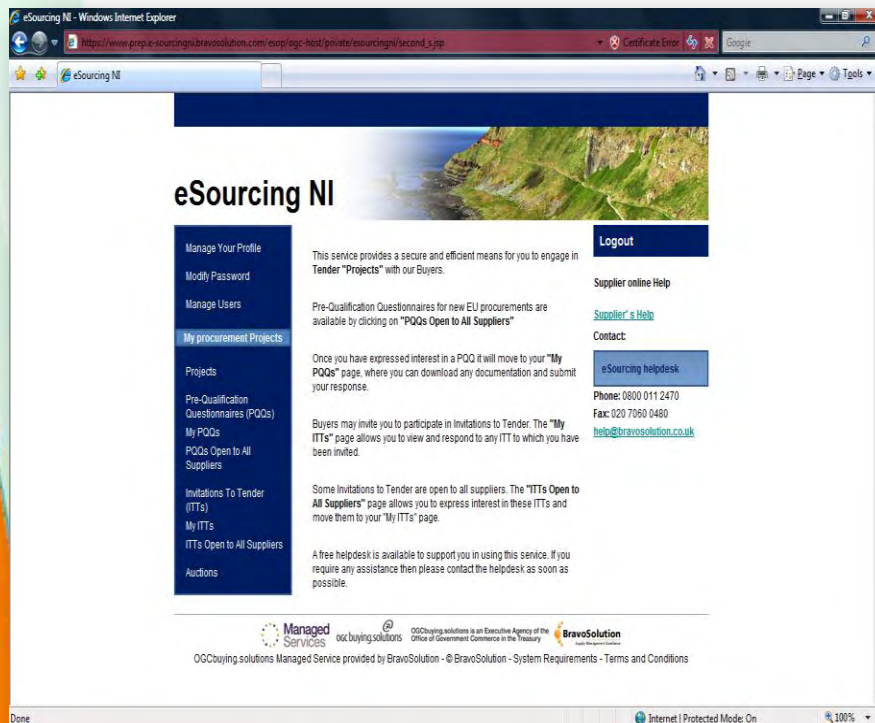 eSourcing NI - Windows Internet Explorer
https://www.prep.e-sourcingni.bravosolution.com/esop/ogc-host/private/esourcingni/second_s.jsp
Certificate Error
Google
eSourcing NI
Page
Tools
eSourcing NI
Manage Your Profile
Modify Password
Manage Users
My procurement Projects
Projects
Pre-Qualification
Questionnaires (PQQs)
My PQQs
PQQs Open to All
Suppliers
Invitations To Tender
(ITTs)
My ITTs
ITTs Open to All Suppliers
Auctions
This service provides a secure and efficient means for you to engage in
Tender "Projects" with our Buyers.
Pre-Qualification Questionnaires for new EU procurements are
available by clicking on "PQQs Open to All Suppliers"
Once you have expressed interest in a PQQ it will move to your "My
PQQs" page, where you can download any documentation and submit
your response.
Buyers may invite you to participate in Invitations to Tender. The "My
ITTs" page allows you to view and respond to any ITT to which you have
been invited.
Some Invitations to Tender are open to all suppliers. The "ITTs Open to
All Suppliers" page allows you to express interest in these ITTs and
move them to your "My ITTs" page.
A free helpdesk is available to support you in using this service. If you
require any assistance then please contact the helpdesk as soon as
possible.
Logout
Supplier online Help
Supplier's Help
Contact:
eSourcing helpdesk
Phone: 0800 011 2470
Fax: 020 7060 0480
help@bravosolution.co.uk
Managed
Services
@
ogc buying.solutions
OGCbuying.solutions is an Executive Agency of the
Office of Government Commerce in the Treasury
BravoSolution
OGCbuying.solutions Managed Service provided by BravoSolution - © BravoSolution - System Requirements - Terms and Conditions
Done
Internet | Protected Mode: On
100%